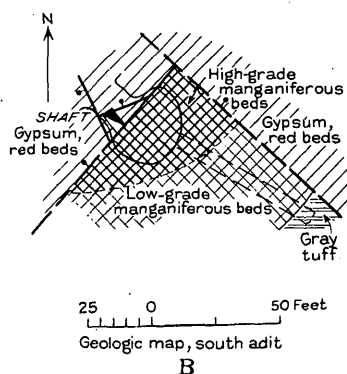 N
High-grade
manganiferous
beds
SHAFT
Gypsum,
red beds
Gypsum,
red beds
Low-grade
manganiferous beds
Gray
tuff
25 0 50 Feet
Geologic map, south adit
B